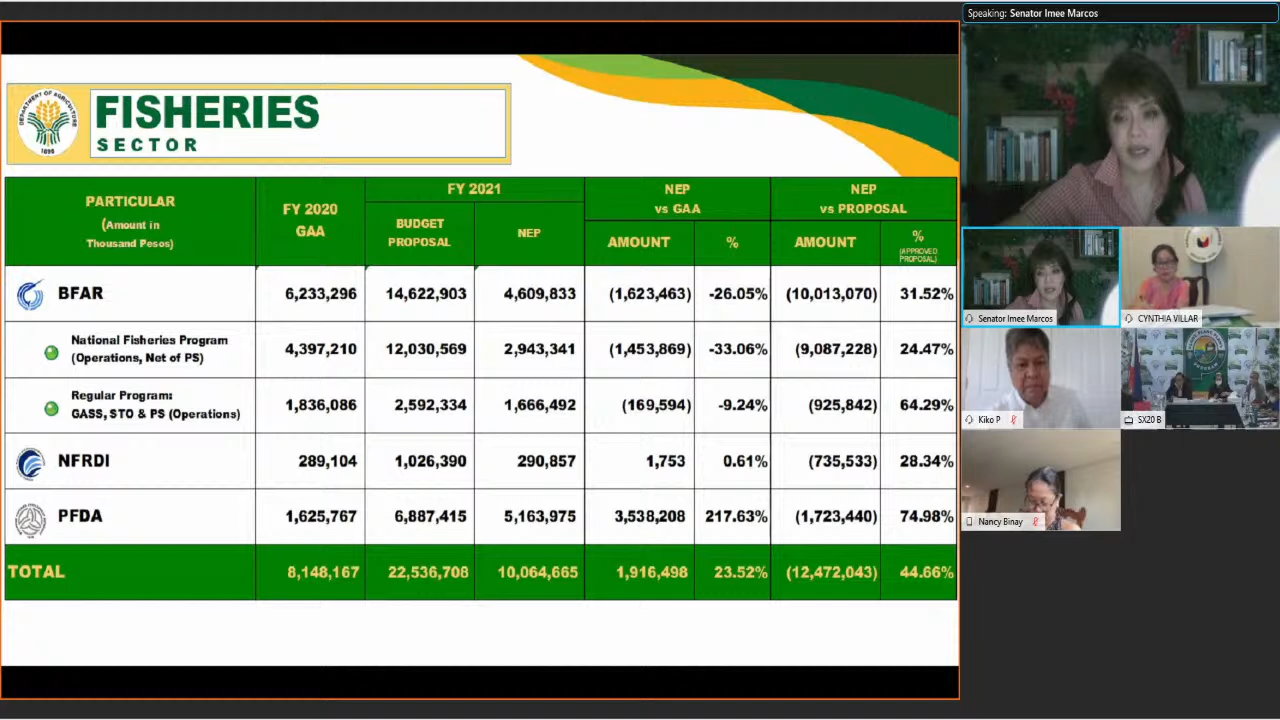 Speaking: Senator Imee Marcos
DEPARTMENT OF AGRICULTURE
1898
FISHERIES
SECTOR
PARTICULAR
(Amount in
Thousand Pesos)
FY 2020
GAA
FY 2021
BUDGET
PROPOSAL
NEP
NEP
vs GAA
AMOUNT
%
NEP
vs PROPOSAL
AMOUNT
%
(APPROVED
PROPOSAL)
BFAR 6,233,296 14,622,903 4,609,833 (1,623,463) -26.05% (10,013,070) 31.52%
National Fisheries Program
(Operations, Net of PS) 4,397,210 12,030,569 2,943,341 (1,453,869) -33.06% (9,087,228) 24.47%
Regular Program:
GASS, STO & PS (Operations) 1,836,086 2,592,334 1,666,492 (169,594) -9.24% (925,842) 64.29%
NFRDI 289,104 1,026,390 290,857 1,753 0.61% (735,533) 28.34%
PFDA 1,625,767 6,887,415 5,163,975 3,538,208 217.63% (1,723,440) 74.98%
TOTAL 8,148,167 22,536,708 10,064,665 1,916,498 23.52% (12,472,043) 44.66%
Senator Imee Marcos
CYNTHIA VILLAR
Kiko P
SX20 B
Nancy Binay